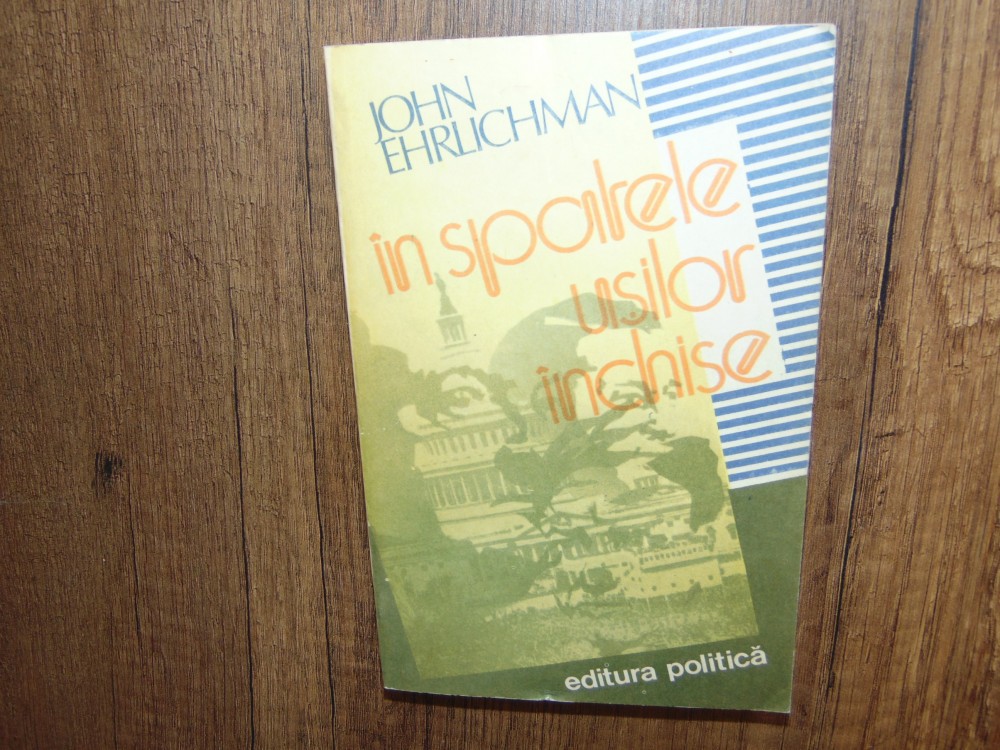 JOHN
EHRLICHMAN
în spatele
ușilor
închise
editura politică